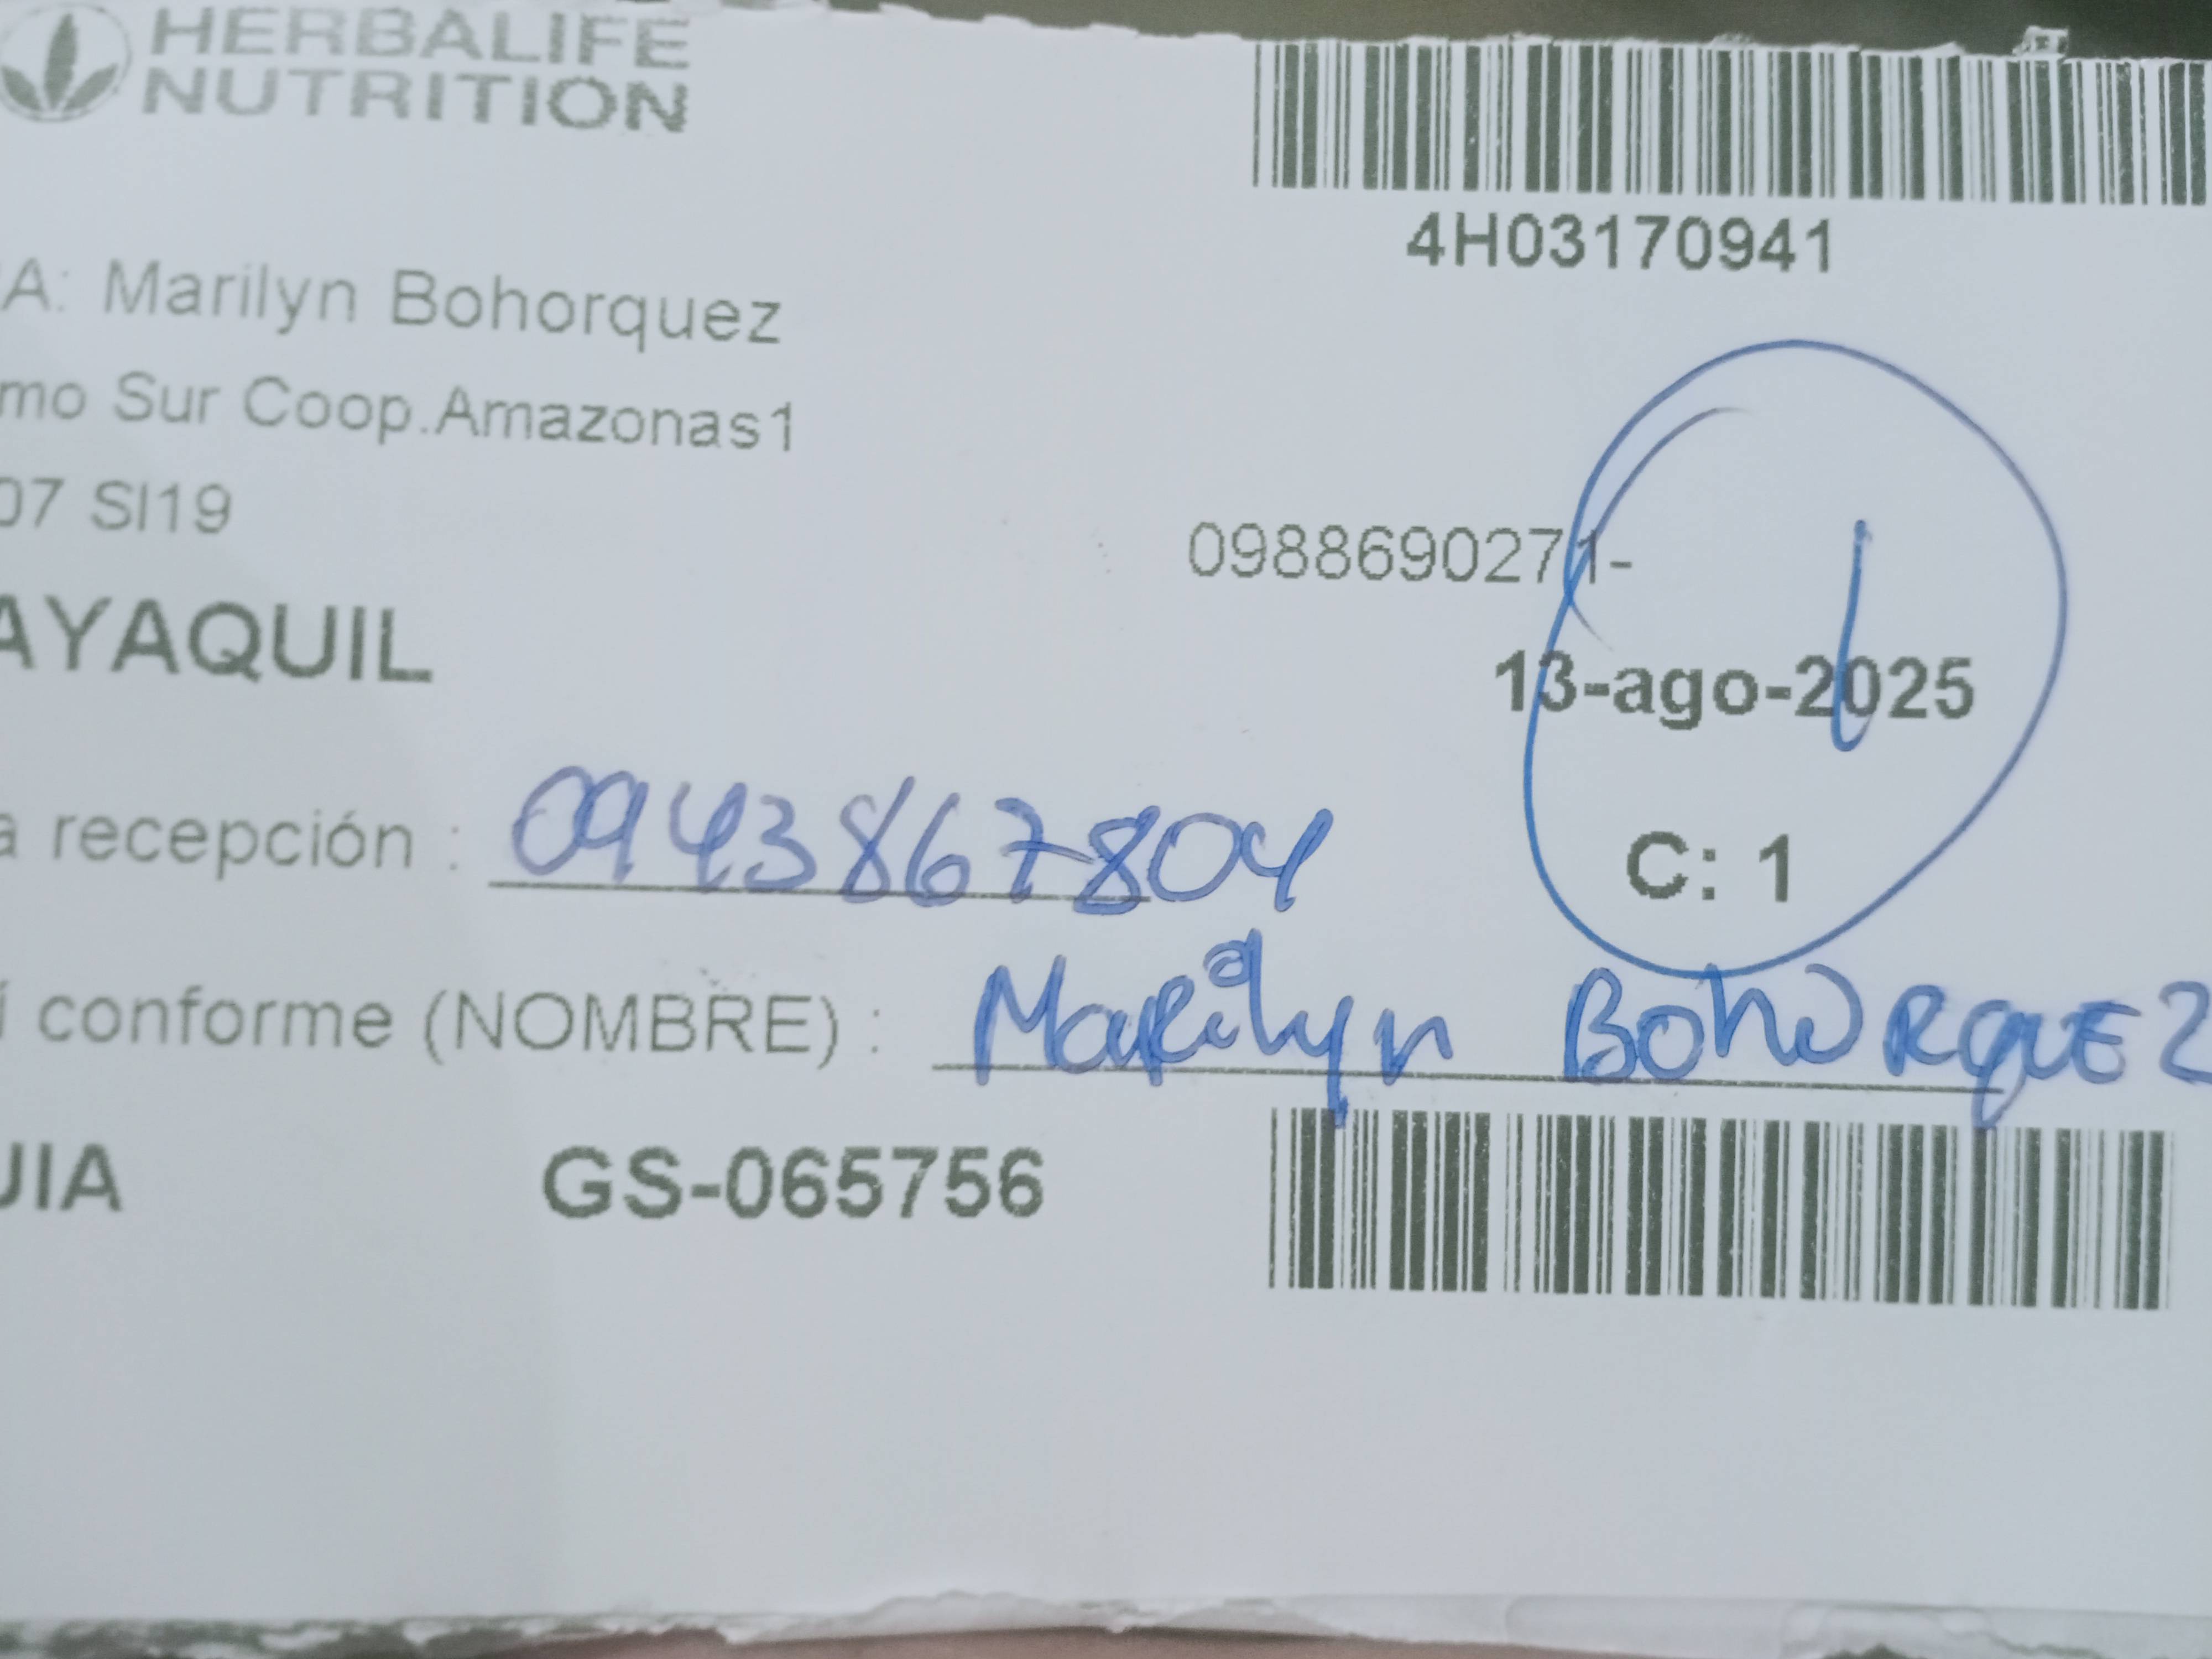 HERBALIFE
NUTRITION
4H03170941
A: Marilyn Bohorquez
mo Sur Coop.Amazonas1
07 Sl19
0988690271-
AYAQUIL
13-ago-2025
a recepción : 0943867804
C: 1
í conforme (NOMBRE) : Marilyn BohORquEZ
UIA GS-065756